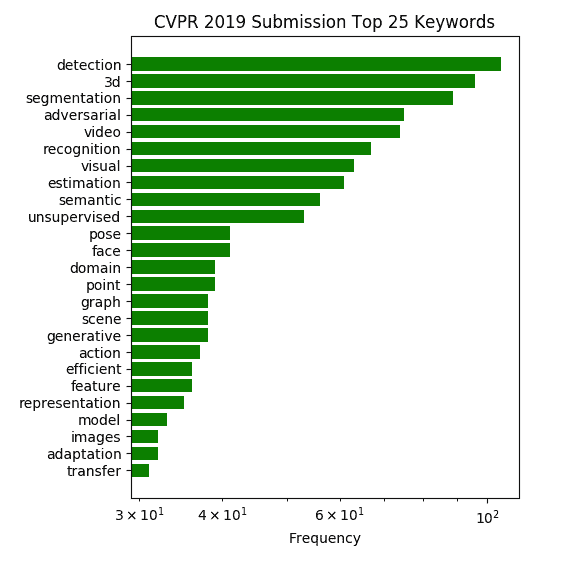 CVPR 2019 Submission Top 25 Keywords
detection
3d
segmentation
adversarial
video
recognition
visual
estimation
semantic
unsupervised
pose
face
domain
point
graph
scene
generative
action
efficient
feature
representation
model
images
adaptation
transfer
3 × 10¹ 4 × 10¹ 6 × 10¹ 10²
Frequency